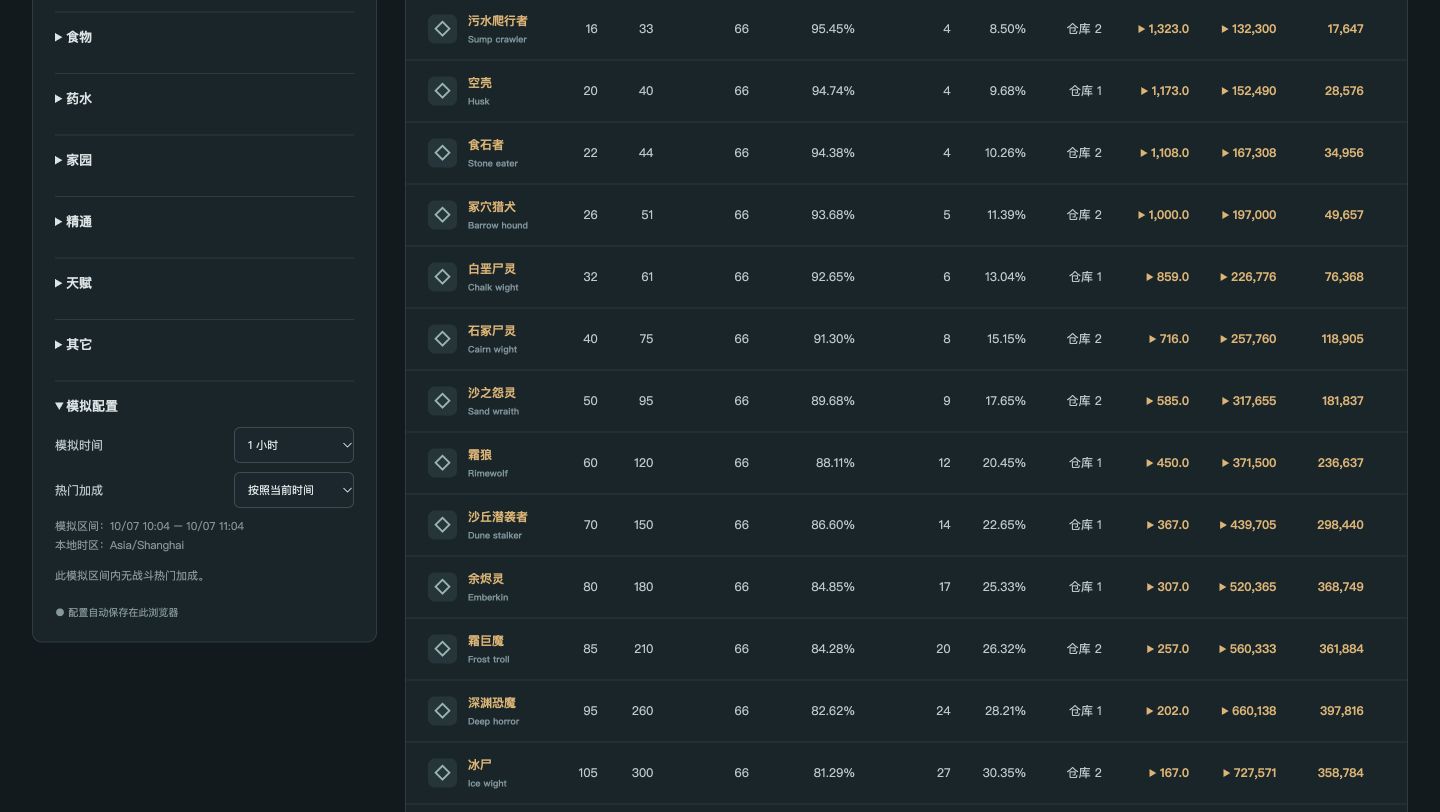 ▶ 食物
▶ 药水
▶ 家园
▶ 精通
▶ 天赋
▶ 其它
▼ 模拟配置
模拟时间 1 小时
热门加成 按照当前时间
模拟区间：10/07 10:04 — 10/07 11:04
本地时区：Asia/Shanghai
此模拟区间内无战斗热门加成。
● 配置自动保存在此浏览器
污水爬行者 16 33 66 95.45% 4 8.50% 仓库 2 ▶ 1,323.0 ▶ 132,300 17,647
Sump crawler
空壳 20 40 66 94.74% 4 9.68% 仓库 1 ▶ 1,173.0 ▶ 152,490 28,576
Husk
食石者 22 44 66 94.38% 4 10.26% 仓库 2 ▶ 1,108.0 ▶ 167,308 34,956
Stone eater
冢穴猎犬 26 51 66 93.68% 5 11.39% 仓库 2 ▶ 1,000.0 ▶ 197,000 49,657
Barrow hound
白垩尸灵 32 61 66 92.65% 6 13.04% 仓库 1 ▶ 859.0 ▶ 226,776 76,368
Chalk wight
石冢尸灵 40 75 66 91.30% 8 15.15% 仓库 2 ▶ 716.0 ▶ 257,760 118,905
Cairn wight
沙之怨灵 50 95 66 89.68% 9 17.65% 仓库 2 ▶ 585.0 ▶ 317,655 181,837
Sand wraith
霜狼 60 120 66 88.11% 12 20.45% 仓库 1 ▶ 450.0 ▶ 371,500 236,637
Rimewolf
沙丘潜袭者 70 150 66 86.60% 14 22.65% 仓库 1 ▶ 367.0 ▶ 439,705 298,440
Dune stalker
余烬灵 80 180 66 84.85% 17 25.33% 仓库 1 ▶ 307.0 ▶ 520,365 368,749
Emberkin
霜巨魔 85 210 66 84.28% 20 26.32% 仓库 2 ▶ 257.0 ▶ 560,333 361,884
Frost troll
深渊恐魔 95 260 66 82.62% 24 28.21% 仓库 1 ▶ 202.0 ▶ 660,138 397,816
Deep horror
冰尸 105 300 66 81.29% 27 30.35% 仓库 2 ▶ 167.0 ▶ 727,571 358,784
Ice wight